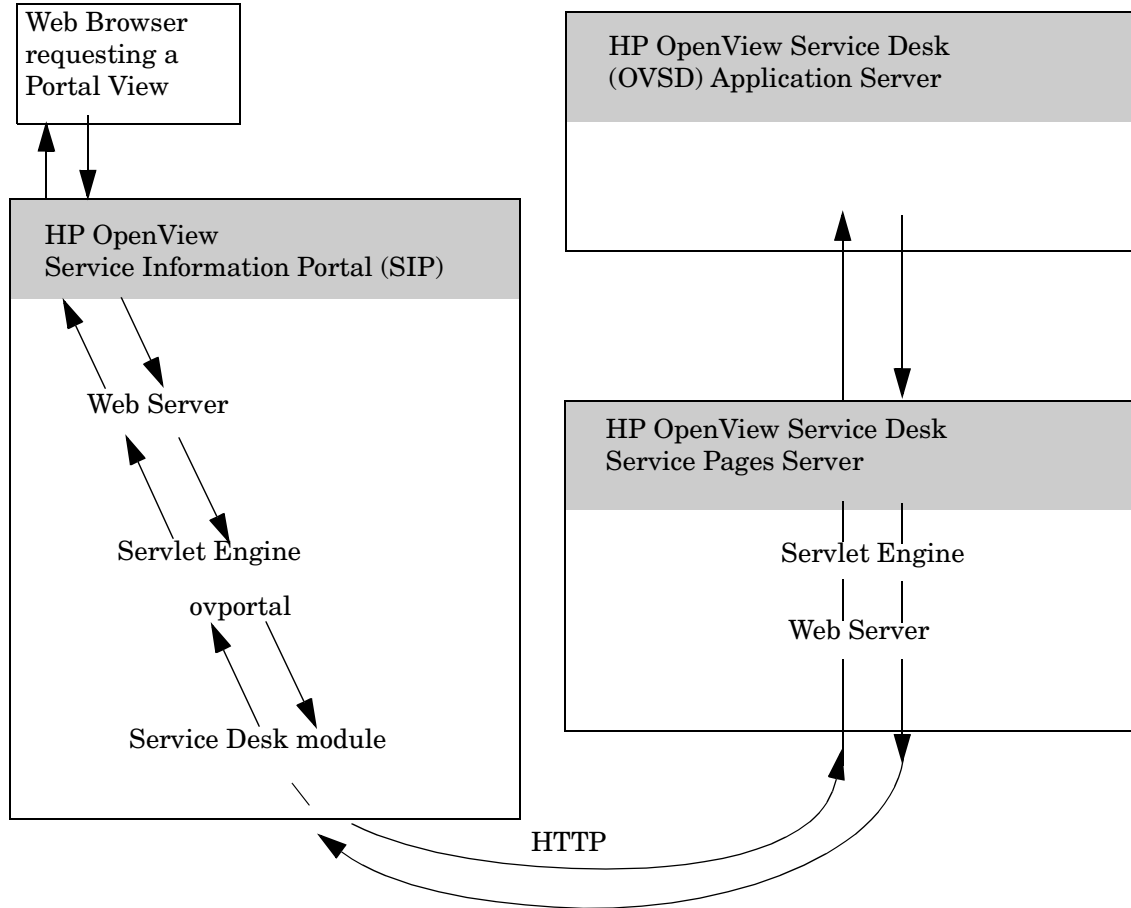 Web Browser
requesting a
Portal View
HP OpenView Service Desk
(OVSD) Application Server
HP OpenView
Service Information Portal (SIP)
Web Server
Servlet Engine
ovportal
Service Desk module
HP OpenView Service Desk
Service Pages Server
Servlet Engine
Web Server
HTTP